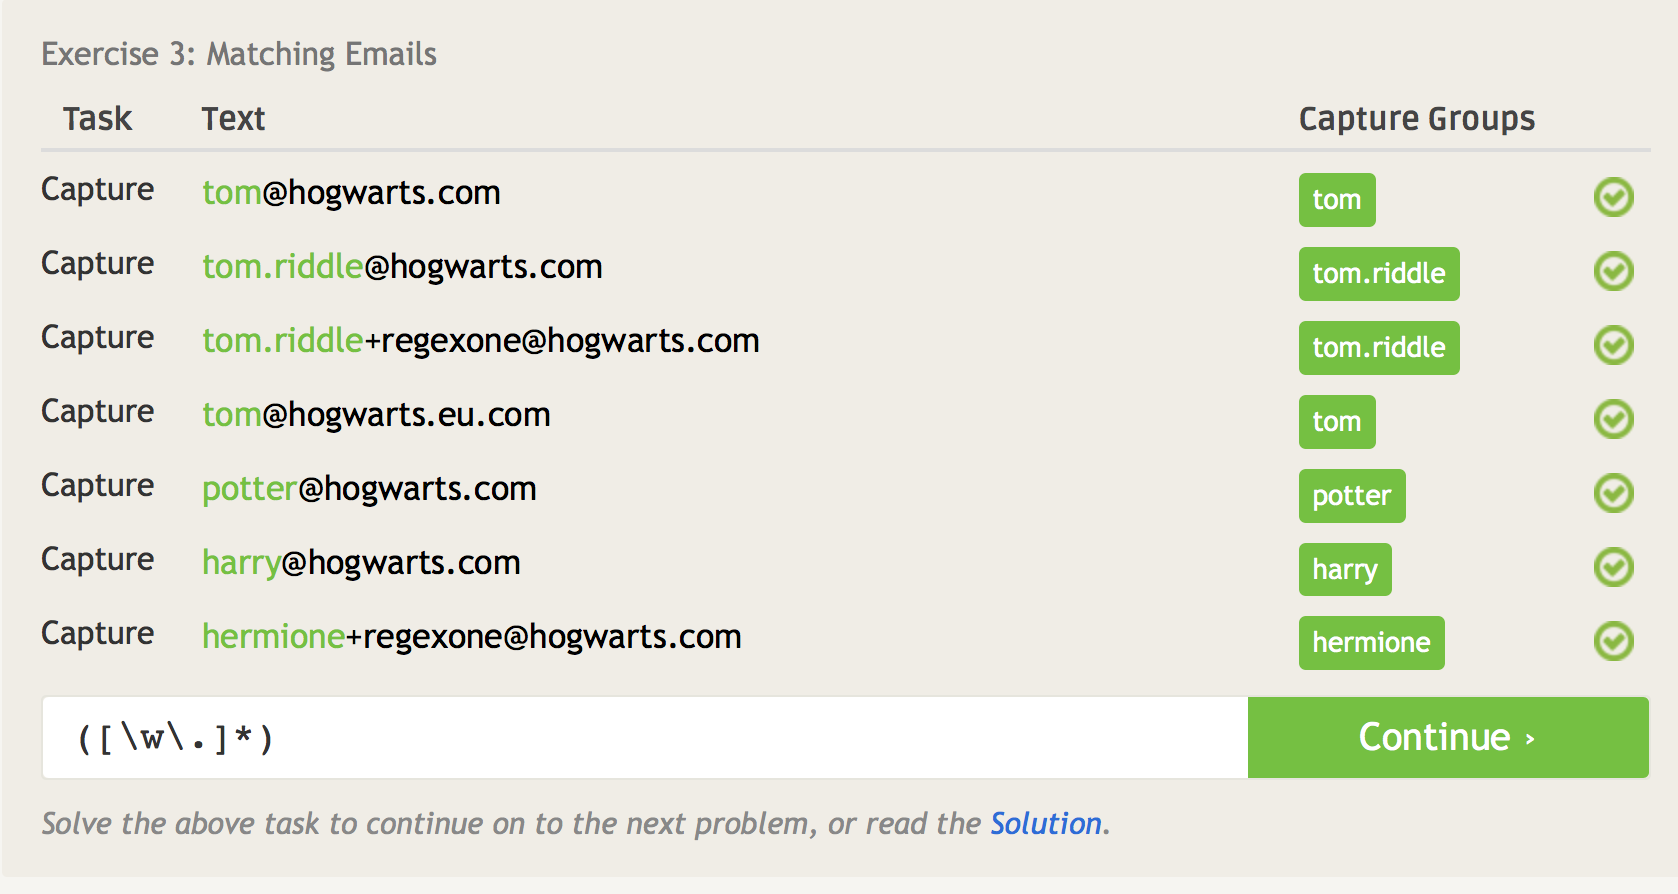 Exercise 3: Matching Emails
Task Text Capture Groups
Capture tom@hogwarts.com tom
Capture tom.riddle@hogwarts.com tom.riddle
Capture tom.riddle+regexone@hogwarts.com tom.riddle
Capture tom@hogwarts.eu.com tom
Capture potter@hogwarts.com potter
Capture harry@hogwarts.com harry
Capture hermione+regexone@hogwarts.com hermione
([\w\.]*) Continue ›
Solve the above task to continue on to the next problem, or read the Solution.